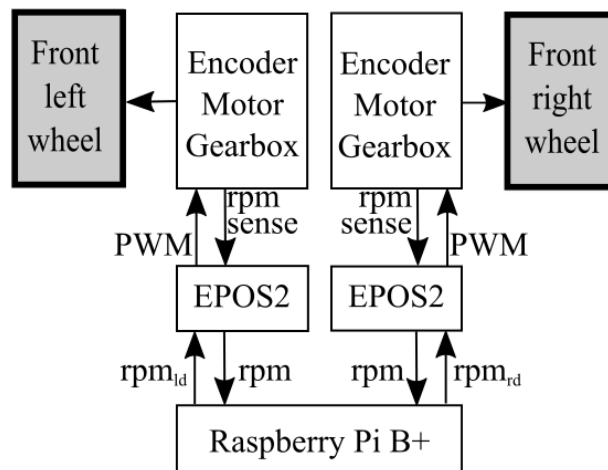 Front
left
wheel
Encoder
Motor
Gearbox
Encoder
Motor
Gearbox
Front
right
wheel
PWM
rpm
sense
rpm
sense
PWM
EPOS2
EPOS2
rpm_ld
rpm
rpm
rpm_rd
Raspberry Pi B+